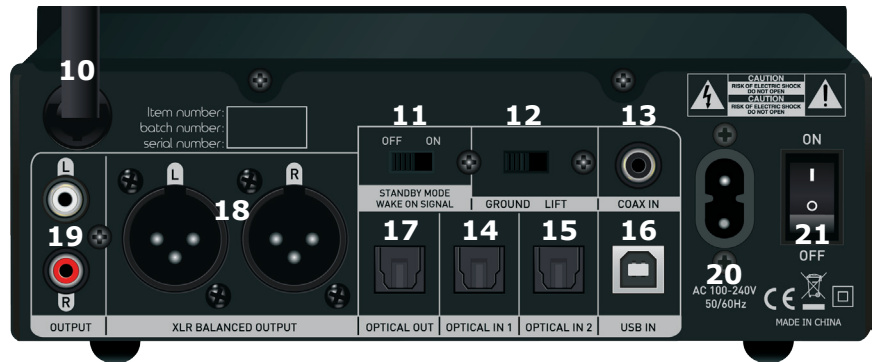 10
Item number:
batch number:
serial number:
11
OFF ON
STANDBY MODE
WAKE ON SIGNAL
12
GROUND LIFT
13
COAX IN
CAUTION
RISK OF ELECTRIC SHOCK
DO NOT OPEN
CAUTION
RISK OF ELECTRIC SHOCK
DO NOT OPEN
L
19
R
OUTPUT
L
18
R
XLR BALANCED OUTPUT
17
OPTICAL OUT
14
OPTICAL IN 1
15
OPTICAL IN 2
16
USB IN
20
AC 100-240V
50/60Hz
ON
I
O
21
OFF
CE
MADE IN CHINA